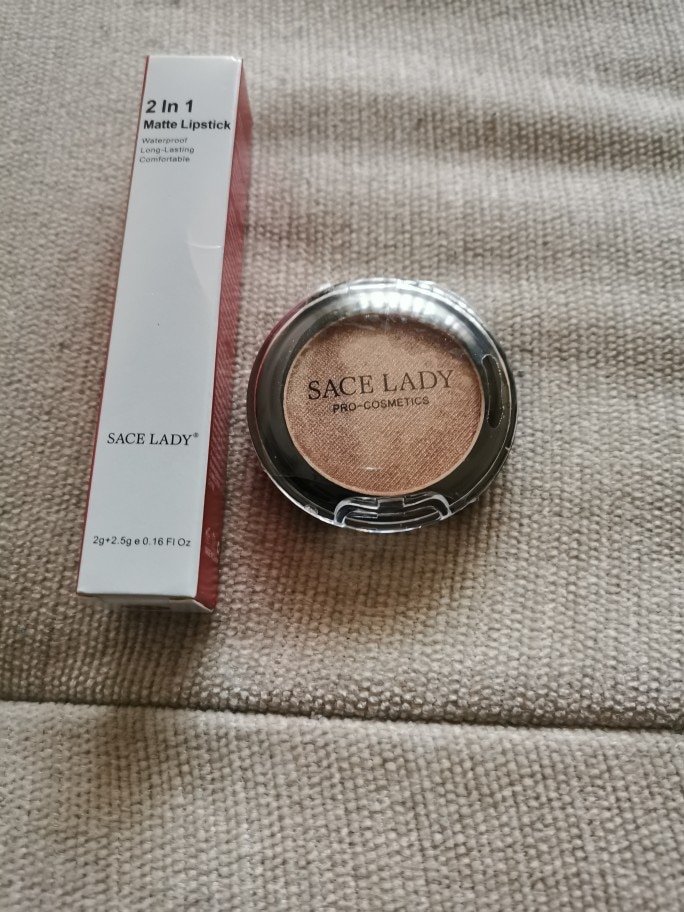 2 In 1
Matte Lipstick
Waterproof
Long-Lasting
Comfortable
SACE LADY®
2g+2.5g e 0.16 Fl Oz
SACE LADY
PRO-COSMETICS